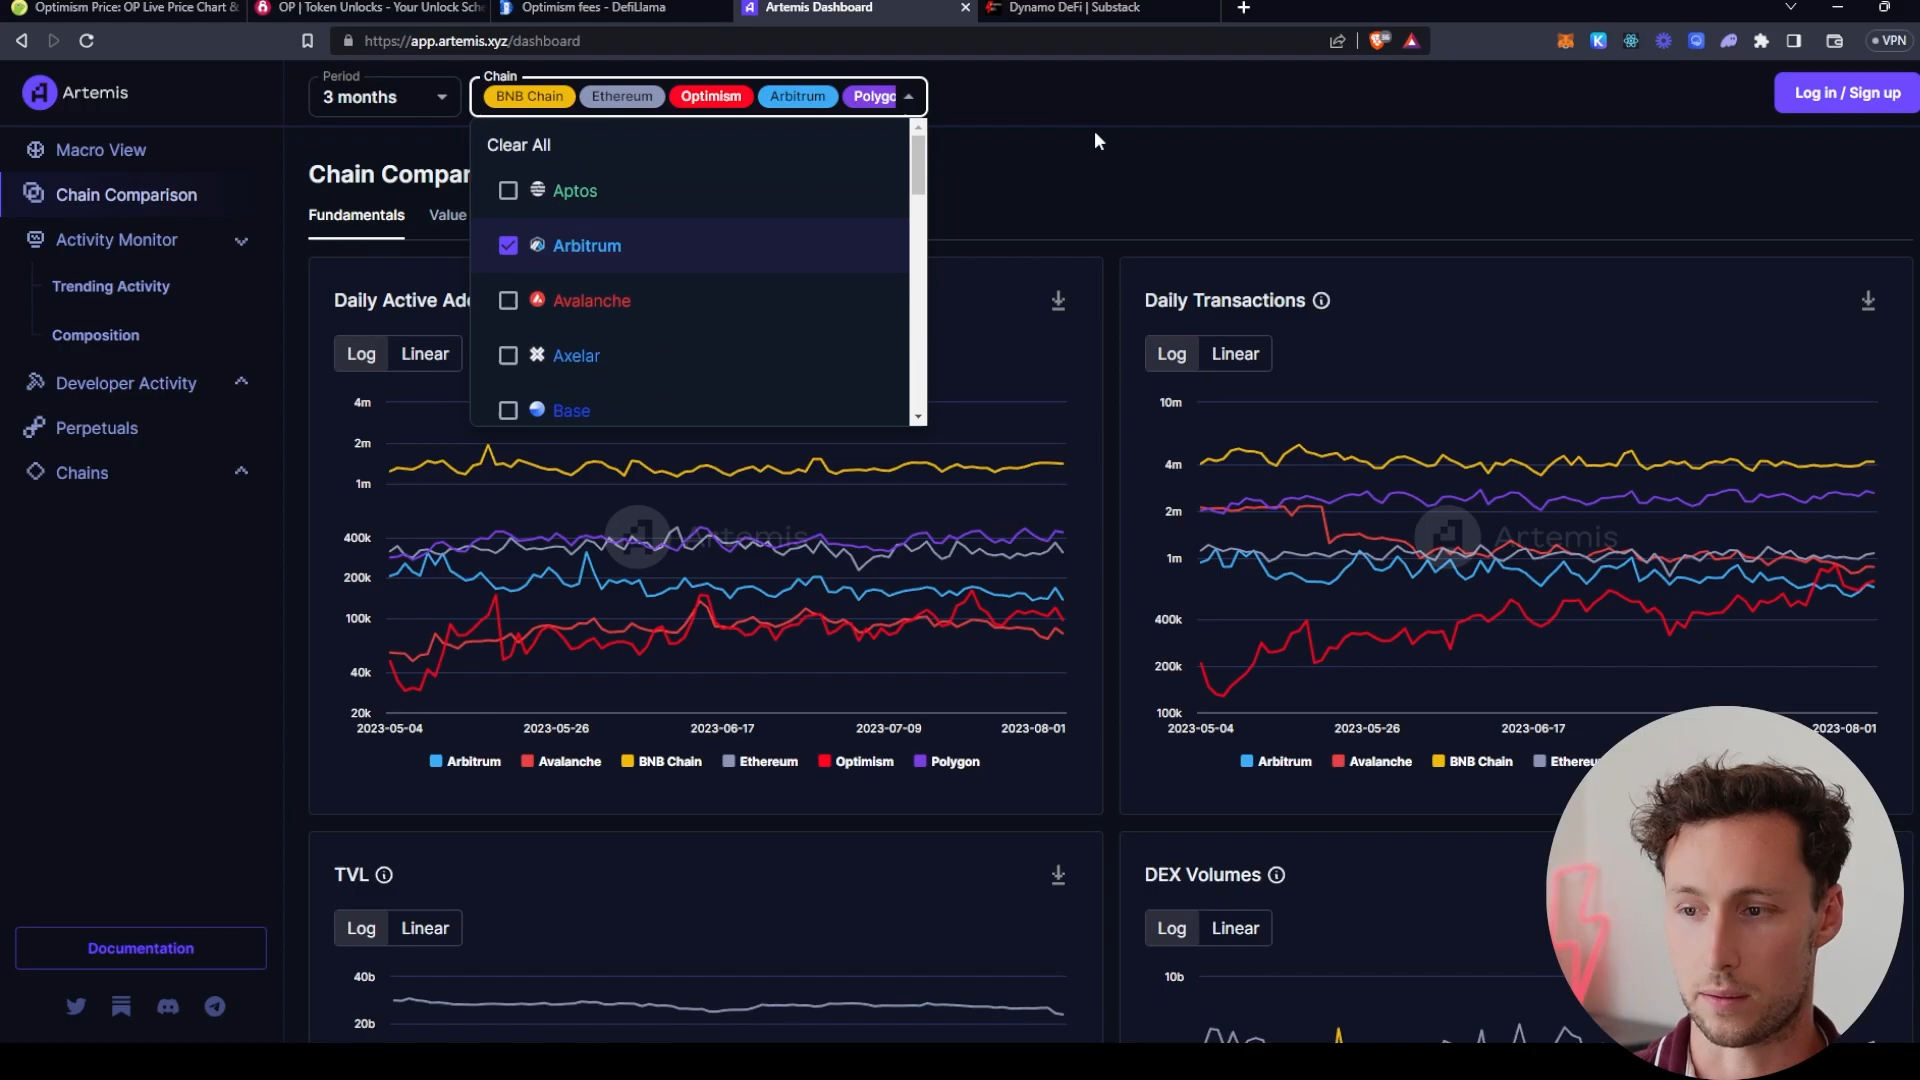 Optimism Price: OP Live Price Chart &
OP | Token Unlocks - Your Unlock Sche
Optimism fees - DefiLlama
Artemis Dashboard
Dynamo DeFi | Substack
https://app.artemis.xyz/dashboard
VPN
Artemis
Period
3 months
Chain
BNB Chain
Ethereum
Optimism
Arbitrum
Polygo
Log in / Sign up
Macro View
Chain Comparison
Activity Monitor
Trending Activity
Composition
Developer Activity
Perpetuals
Chains
Documentation
Clear All
Aptos
Arbitrum
Avalanche
Axelar
Base
Chain Compar
Fundamentals
Value
Daily Active Add
Log
Linear
4m
2m
1m
400k
200k
100k
40k
20k
Artemis
2023-05-04
2023-05-26
2023-06-17
2023-07-09
2023-08-01
Arbitrum
Avalanche
BNB Chain
Ethereum
Optimism
Polygon
Daily Transactions
Log
Linear
10m
4m
2m
1m
400k
200k
100k
Artemis
2023-05-04
2023-05-26
2023-06-17
2023-08-01
Arbitrum
Avalanche
BNB Chain
Ethereu
TVL
Log
Linear
40b
20b
DEX Volumes
Log
Linear
10b